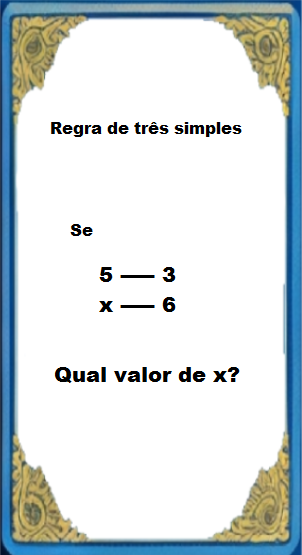 Regra de três simples
Se
5 —— 3
x —— 6
Qual valor de x?